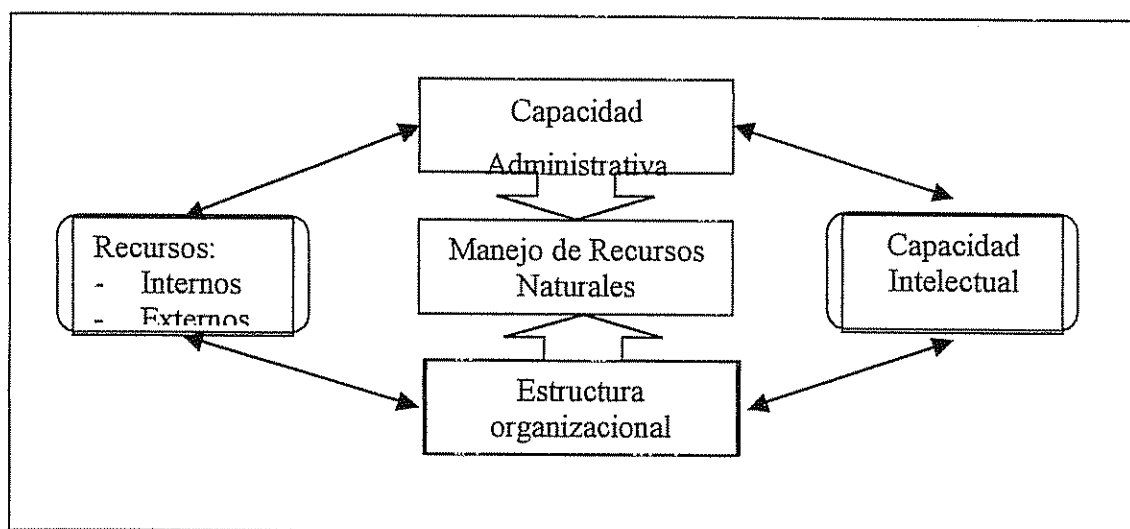 Capacidad
Administrativa
Recursos:
- Internos
- Externos
Manejo de Recursos
Naturales
Capacidad
Intelectual
Estructura
organizacional